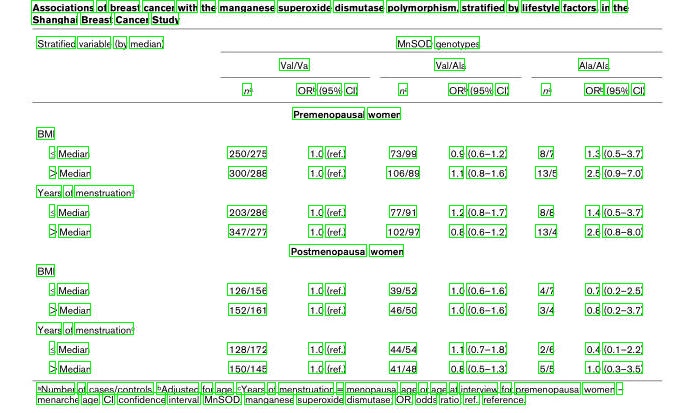 Associations of breast cancer with the manganese superoxide dismutase polymorphism, stratified by lifestyle factors, in the
Shanghai Breast Cancer Study
Stratified variable (by median) MnSOD genotypes
Val/Val Val/Ala Ala/Ala
nᵃ ORᵇ (95% CI) nᵃ ORᵇ (95% CI) nᵃ ORᵇ (95% CI)
Premenopausal women
BMI
≤ Median 250/275 1.0 (ref.) 73/99 0.9 (0.6–1.2) 8/7 1.3 (0.5–3.7)
> Median 300/288 1.0 (ref.) 106/89 1.1 (0.8–1.6) 13/5 2.5 (0.9–7.0)
Years of menstruationᶜ
≤ Median 203/286 1.0 (ref.) 77/91 1.2 (0.8–1.7) 8/8 1.4 (0.5–3.7)
> Median 347/277 1.0 (ref.) 102/97 0.8 (0.6–1.2) 13/4 2.6 (0.8–8.0)
Postmenopausal women
BMI
≤ Median 126/156 1.0 (ref.) 39/52 1.0 (0.6–1.6) 4/7 0.7 (0.2–2.5)
> Median 152/161 1.0 (ref.) 46/50 1.0 (0.6–1.6) 3/4 0.8 (0.2–3.7)
Years of menstruationᶜ
≤ Median 128/172 1.0 (ref.) 44/54 1.1 (0.7–1.8) 2/6 0.4 (0.1–2.2)
> Median 150/145 1.0 (ref.) 41/48 0.8 (0.5–1.3) 5/5 1.0 (0.3–3.5)
ᵃNumber of cases/controls. ᵇAdjusted for age. ᶜYears of menstruation = menopausal age or age at interview for premenopausal women –
menarche age. CI, confidence interval; MnSOD, manganese superoxide dismutase; OR, odds ratio; ref., reference.